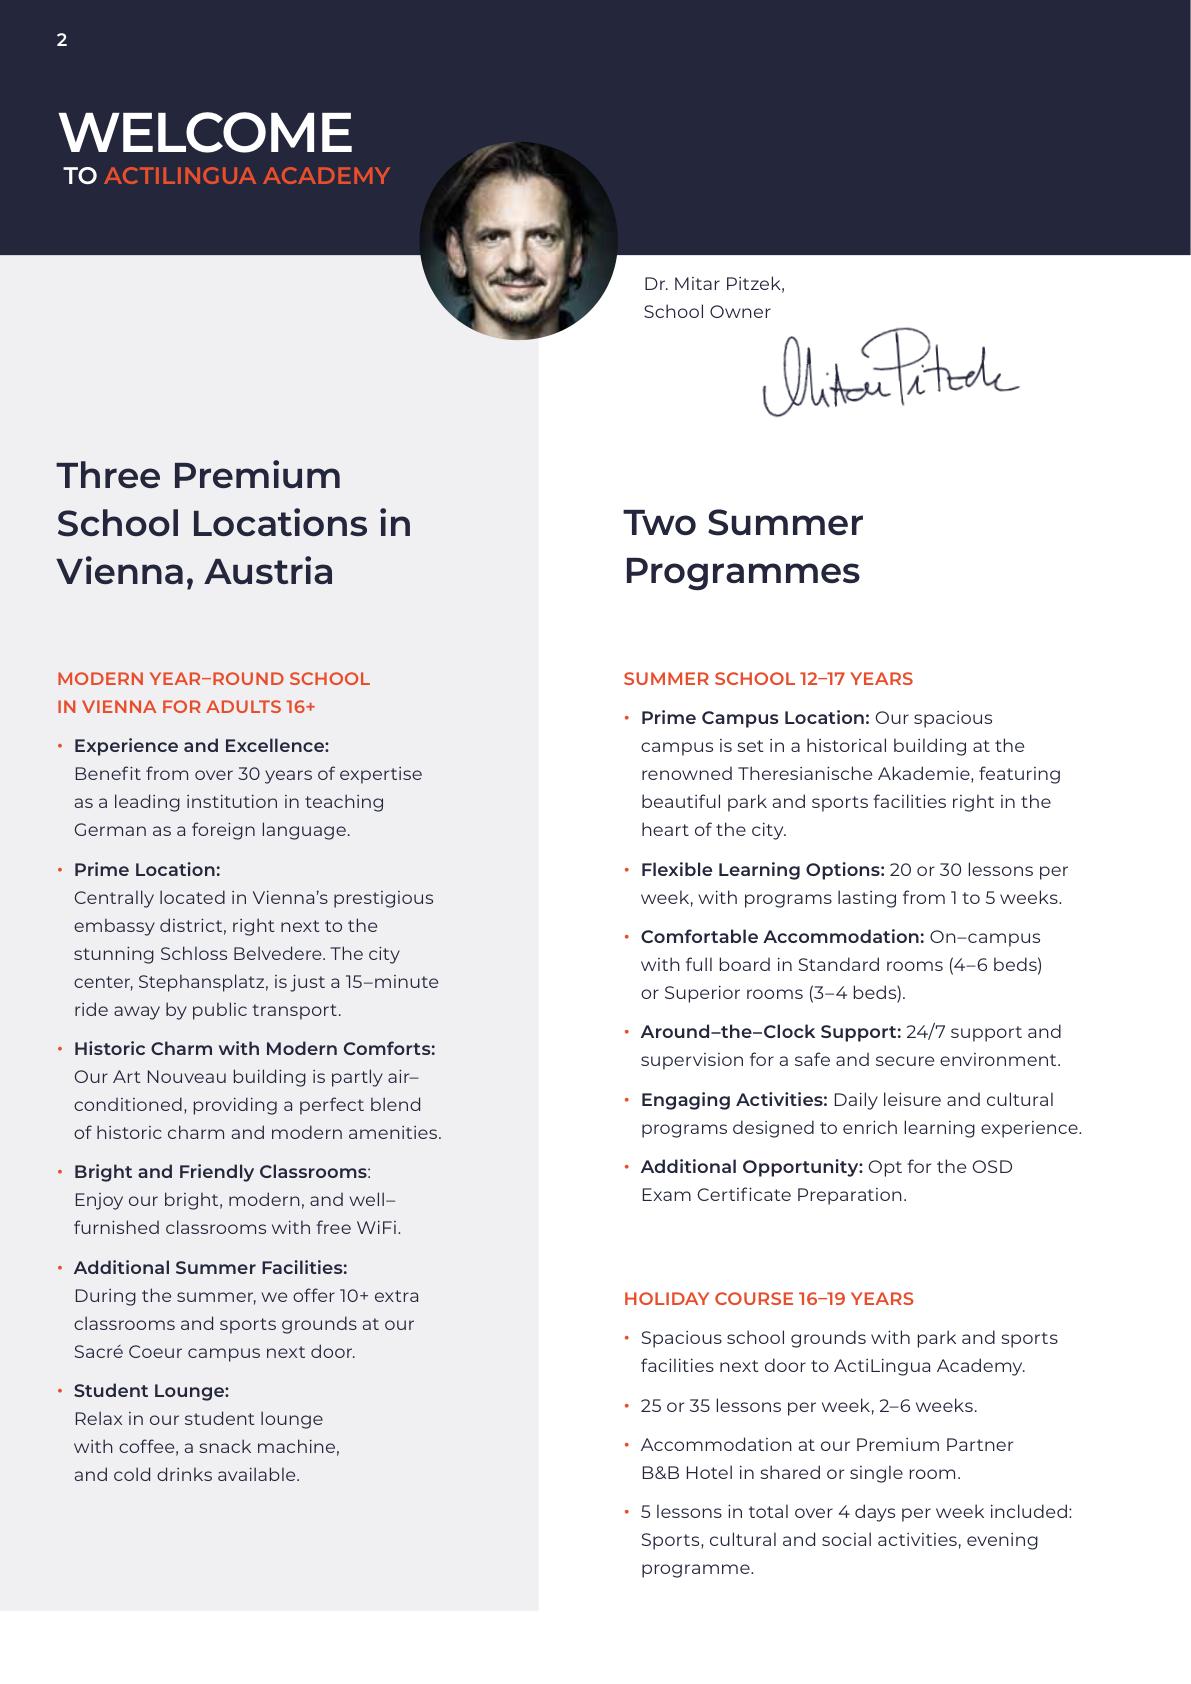 2
WELCOME
TO ACTILINGUA ACADEMY
Dr. Mitar Pitzek,
School Owner
Mitar Pitzek
Three Premium
School Locations in
Vienna, Austria
MODERN YEAR–ROUND SCHOOL
IN VIENNA FOR ADULTS 16+
• Experience and Excellence:
Benefit from over 30 years of expertise
as a leading institution in teaching
German as a foreign language.
• Prime Location:
Centrally located in Vienna’s prestigious
embassy district, right next to the
stunning Schloss Belvedere. The city
center, Stephansplatz, is just a 15–minute
ride away by public transport.
• Historic Charm with Modern Comforts:
Our Art Nouveau building is partly air–
conditioned, providing a perfect blend
of historic charm and modern amenities.
• Bright and Friendly Classrooms:
Enjoy our bright, modern, and well–
furnished classrooms with free WiFi.
• Additional Summer Facilities:
During the summer, we offer 10+ extra
classrooms and sports grounds at our
Sacré Coeur campus next door.
• Student Lounge:
Relax in our student lounge
with coffee, a snack machine,
and cold drinks available.
Two Summer
Programmes
SUMMER SCHOOL 12–17 YEARS
• Prime Campus Location: Our spacious
campus is set in a historical building at the
renowned Theresianische Akademie, featuring
beautiful park and sports facilities right in the
heart of the city.
• Flexible Learning Options: 20 or 30 lessons per
week, with programs lasting from 1 to 5 weeks.
• Comfortable Accommodation: On–campus
with full board in Standard rooms (4–6 beds)
or Superior rooms (3–4 beds).
• Around–the–Clock Support: 24/7 support and
supervision for a safe and secure environment.
• Engaging Activities: Daily leisure and cultural
programs designed to enrich learning experience.
• Additional Opportunity: Opt for the OSD
Exam Certificate Preparation.
HOLIDAY COURSE 16–19 YEARS
• Spacious school grounds with park and sports
facilities next door to ActiLingua Academy.
• 25 or 35 lessons per week, 2–6 weeks.
• Accommodation at our Premium Partner
B&B Hotel in shared or single room.
• 5 lessons in total over 4 days per week included:
Sports, cultural and social activities, evening
programme.